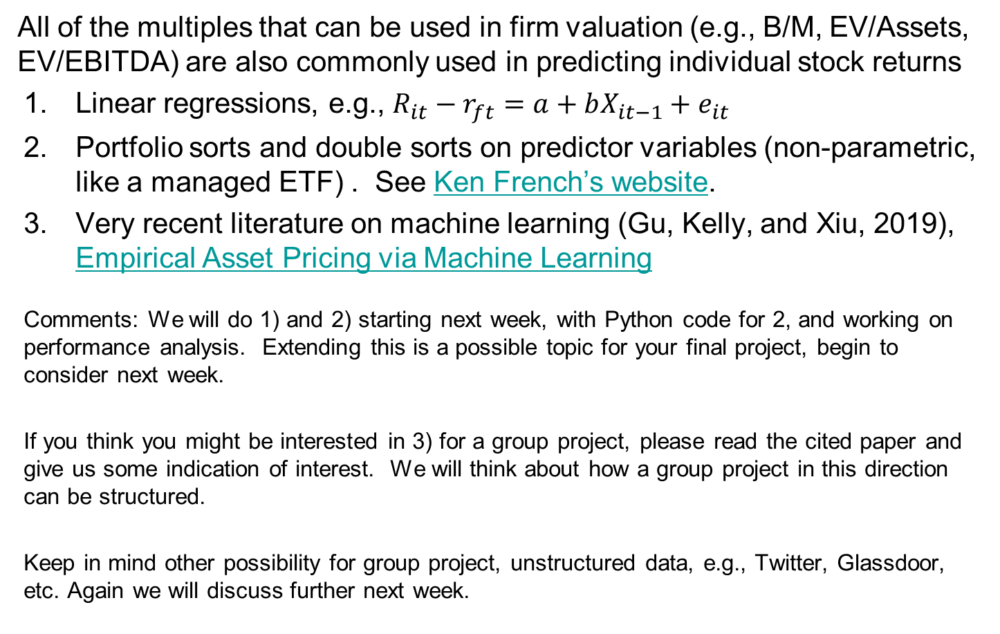 All of the multiples that can be used in firm valuation (e.g., B/M, EV/Assets,
EV/EBITDA) are also commonly used in predicting individual stock returns
1. Linear regressions, e.g., $R_{it} - r_{ft} = a + bX_{it-1} + e_{it}$
2. Portfolio sorts and double sorts on predictor variables (non-parametric,
like a managed ETF) . See Ken French’s website.
3. Very recent literature on machine learning (Gu, Kelly, and Xiu, 2019),
Empirical Asset Pricing via Machine Learning
Comments: We will do 1) and 2) starting next week, with Python code for 2, and working on
performance analysis. Extending this is a possible topic for your final project, begin to
consider next week.
If you think you might be interested in 3) for a group project, please read the cited paper and
give us some indication of interest. We will think about how a group project in this direction
can be structured.
Keep in mind other possibility for group project, unstructured data, e.g., Twitter, Glassdoor,
etc. Again we will discuss further next week.